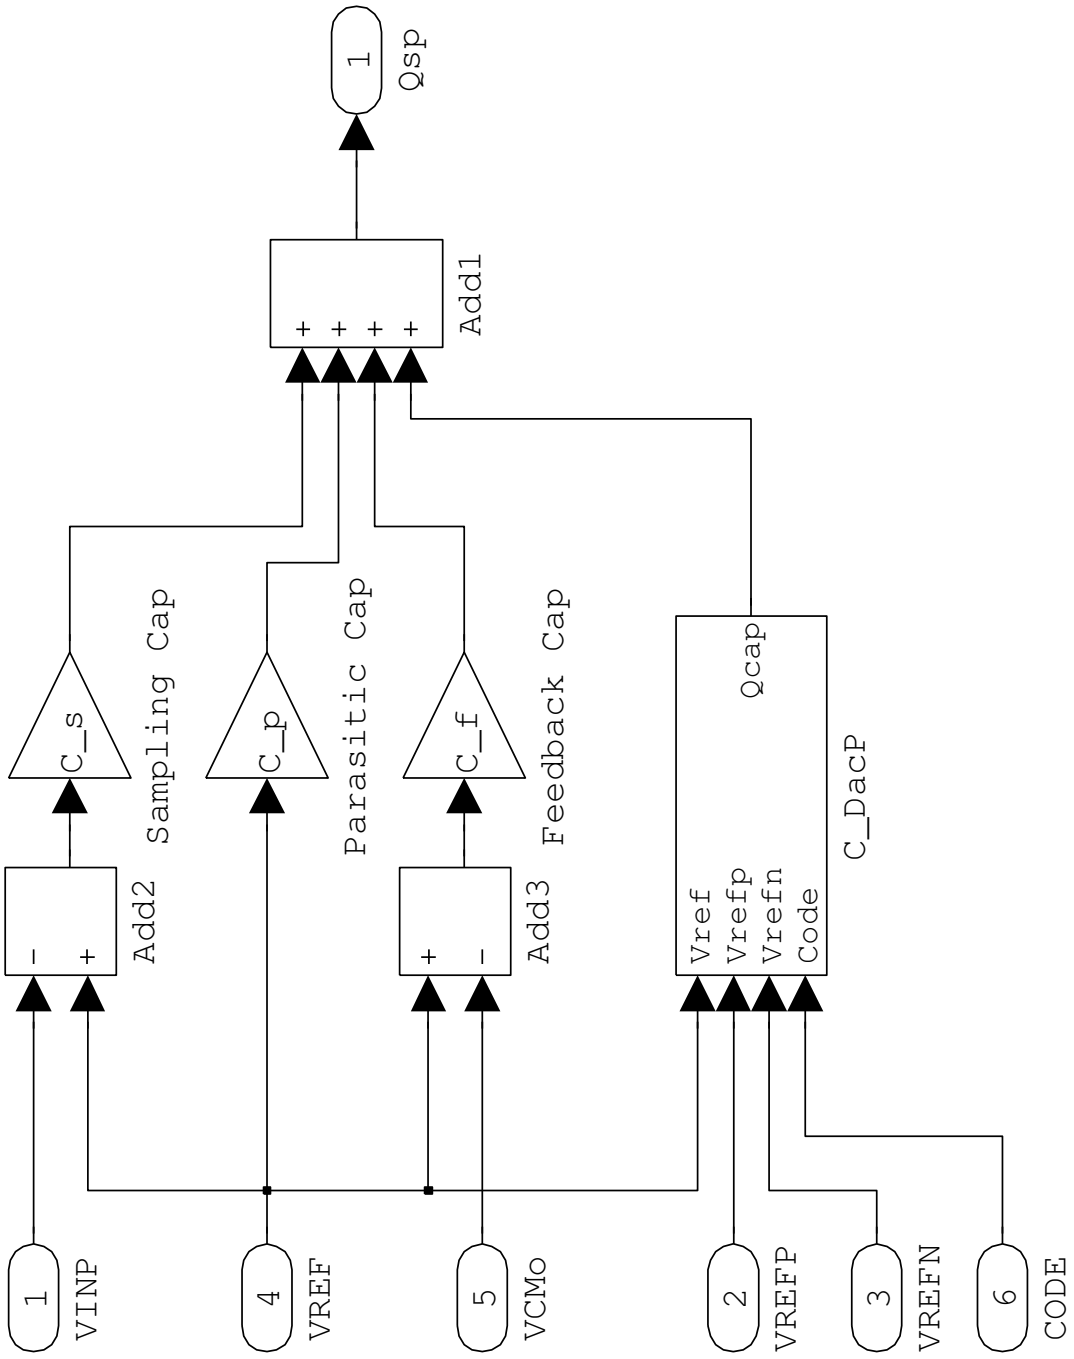 1
VINP
-
+
Add2
C_s
Sampling Cap
4
VREF
C_p
Parasitic Cap
5
VCMo
+
-
Add3
C_f
Feedback Cap
2
VREFP
3
VREFN
6
CODE
Vref
Vrefp
Vrefn
Code
Qcap
C_DacP
+
+
+
+
Add1
1
Qsp